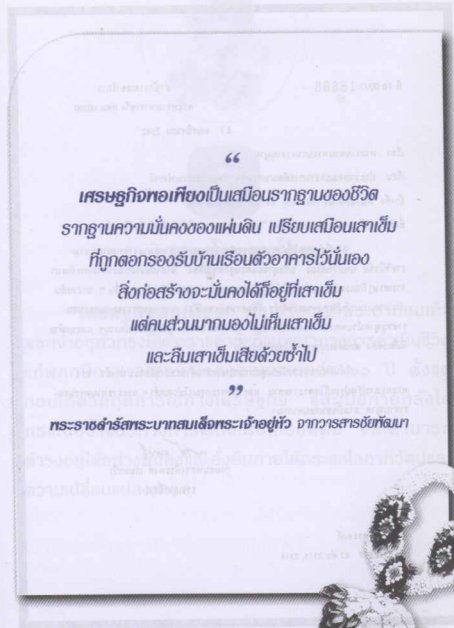 “
เศรษฐกิจพอเพียงเป็นเสมือนรากฐานของชีวิต
รากฐานความมั่นคงของแผ่นดิน เปรียบเสมือนเสาเข็ม
ที่ถูกตอกรองรับบ้านเรือนตัวอาคารไว้นั่นเอง
สิ่งก่อสร้างจะมั่นคงได้ก็อยู่ที่เสาเข็ม
แต่คนส่วนมากมองไม่เห็นเสาเข็ม
และลืมเสาเข็มเสียด้วยซ้ำไป
”
พระราชดำรัสพระบาทสมเด็จพระเจ้าอยู่หัว จากวารสารชัยพัฒนา